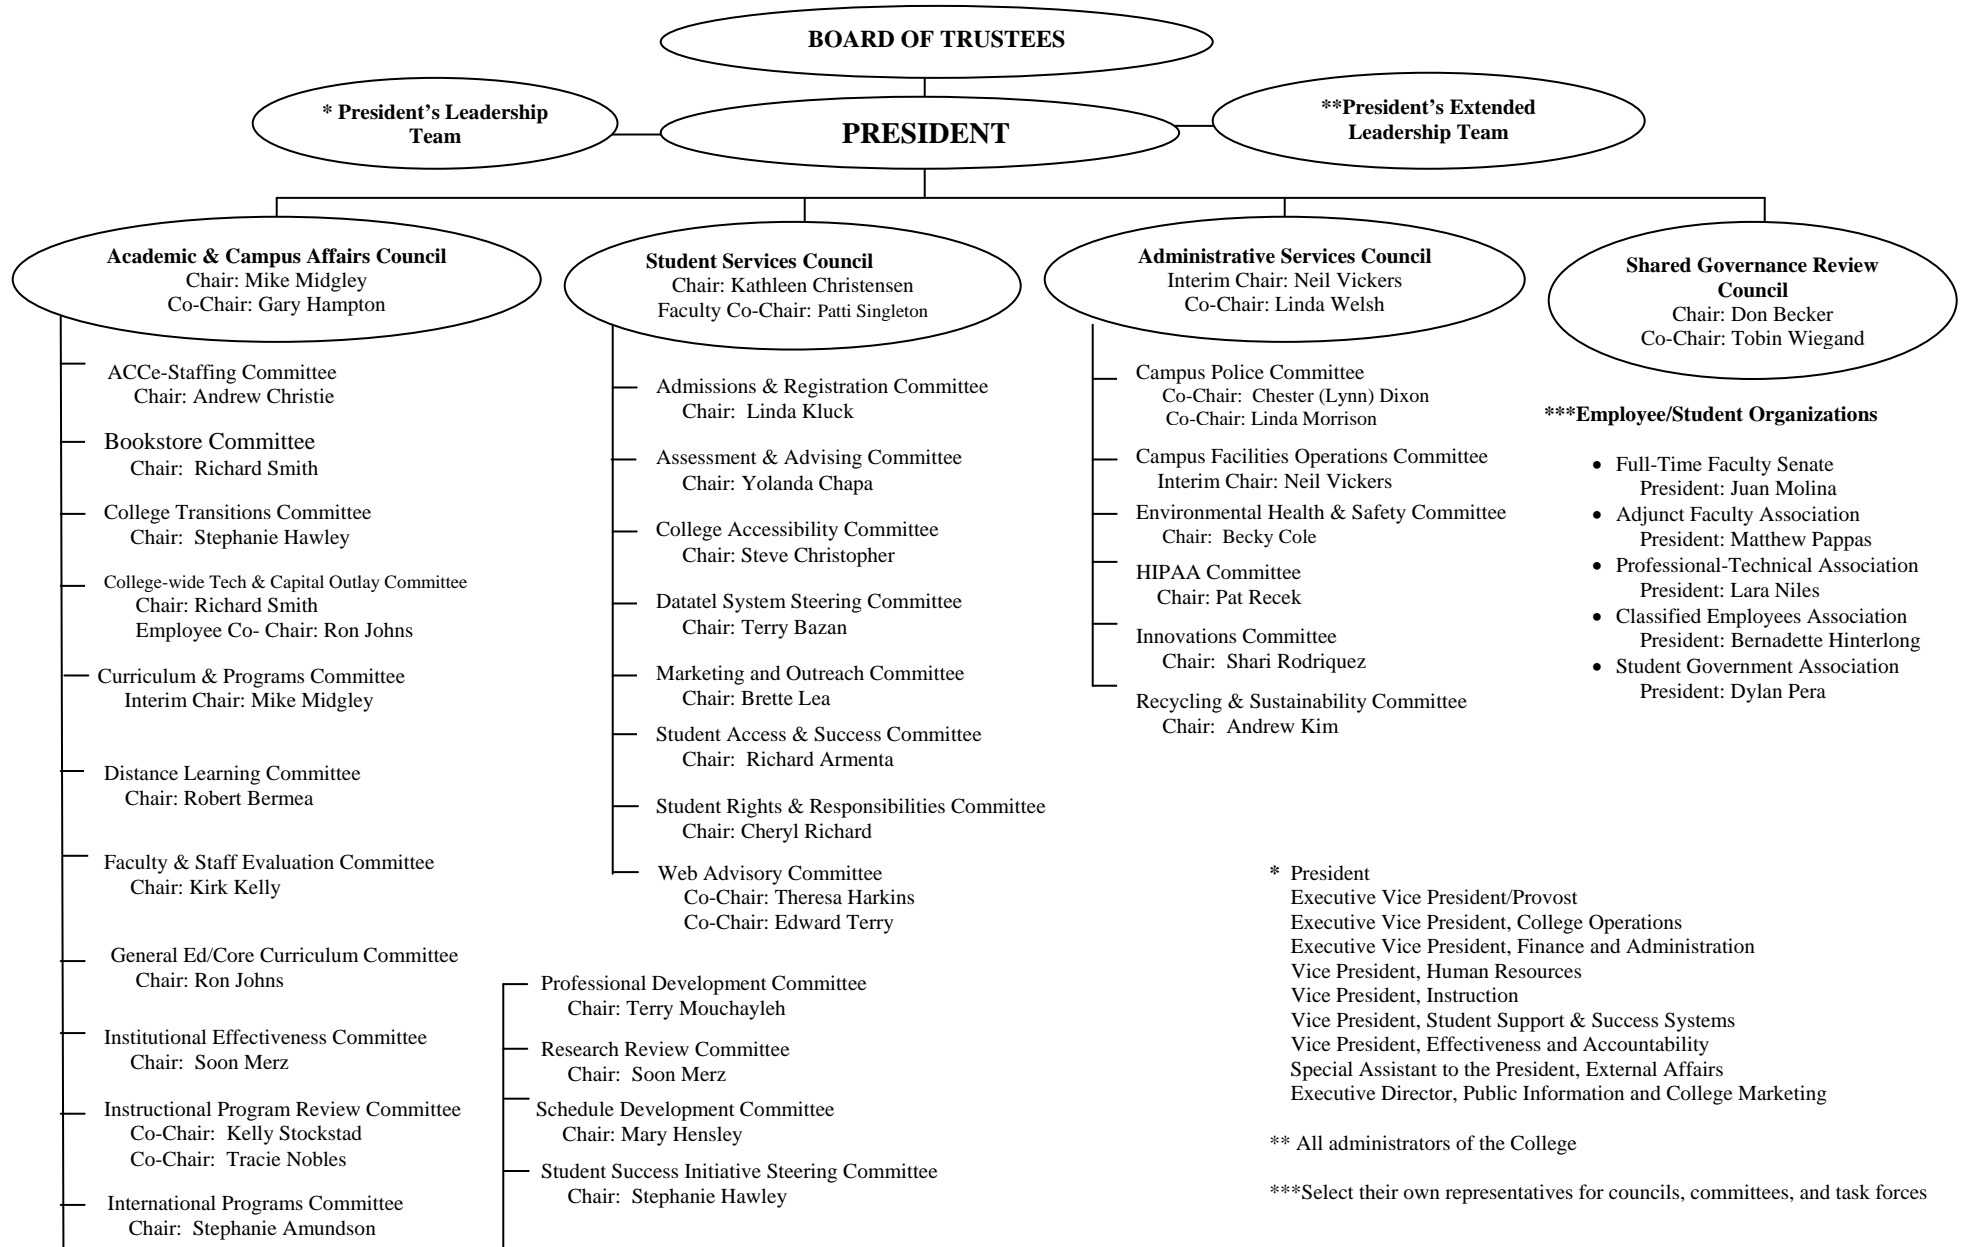 BOARD OF TRUSTEES
* President’s Leadership
Team
PRESIDENT
**President’s Extended
Leadership Team
Academic & Campus Affairs Council
Chair: Mike Midgley
Co-Chair: Gary Hampton
Student Services Council
Chair: Kathleen Christensen
Faculty Co-Chair: Patti Singleton
Administrative Services Council
Interim Chair: Neil Vickers
Co-Chair: Linda Welsh
Shared Governance Review
Council
Chair: Don Becker
Co-Chair: Tobin Wiegand
ACCe-Staffing Committee
Chair: Andrew Christie
Bookstore Committee
Chair: Richard Smith
College Transitions Committee
Chair: Stephanie Hawley
College-wide Tech & Capital Outlay Committee
Chair: Richard Smith
Employee Co- Chair: Ron Johns
Curriculum & Programs Committee
Interim Chair: Mike Midgley
Distance Learning Committee
Chair: Robert Bermea
Faculty & Staff Evaluation Committee
Chair: Kirk Kelly
General Ed/Core Curriculum Committee
Chair: Ron Johns
Institutional Effectiveness Committee
Chair: Soon Merz
Instructional Program Review Committee
Co-Chair: Kelly Stockstad
Co-Chair: Tracie Nobles
International Programs Committee
Chair: Stephanie Amundson
Professional Development Committee
Chair: Terry Mouchayleh
Research Review Committee
Chair: Soon Merz
Schedule Development Committee
Chair: Mary Hensley
Student Success Initiative Steering Committee
Chair: Stephanie Hawley
Admissions & Registration Committee
Chair: Linda Kluck
Assessment & Advising Committee
Chair: Yolanda Chapa
College Accessibility Committee
Chair: Steve Christopher
Datatel System Steering Committee
Chair: Terry Bazan
Marketing and Outreach Committee
Chair: Brette Lea
Student Access & Success Committee
Chair: Richard Armenta
Student Rights & Responsibilities Committee
Chair: Cheryl Richard
Web Advisory Committee
Co-Chair: Theresa Harkins
Co-Chair: Edward Terry
Campus Police Committee
Co-Chair: Chester (Lynn) Dixon
Co-Chair: Linda Morrison
Campus Facilities Operations Committee
Interim Chair: Neil Vickers
Environmental Health & Safety Committee
Chair: Becky Cole
HIPAA Committee
Chair: Pat Recek
Innovations Committee
Chair: Shari Rodriquez
Recycling & Sustainability Committee
Chair: Andrew Kim
***Employee/Student Organizations
• Full-Time Faculty Senate
President: Juan Molina
• Adjunct Faculty Association
President: Matthew Pappas
• Professional-Technical Association
President: Lara Niles
• Classified Employees Association
President: Bernadette Hinterlong
• Student Government Association
President: Dylan Pera
* President
Executive Vice President/Provost
Executive Vice President, College Operations
Executive Vice President, Finance and Administration
Vice President, Human Resources
Vice President, Instruction
Vice President, Student Support & Success Systems
Vice President, Effectiveness and Accountability
Special Assistant to the President, External Affairs
Executive Director, Public Information and College Marketing
** All administrators of the College
***Select their own representatives for councils, committees, and task forces